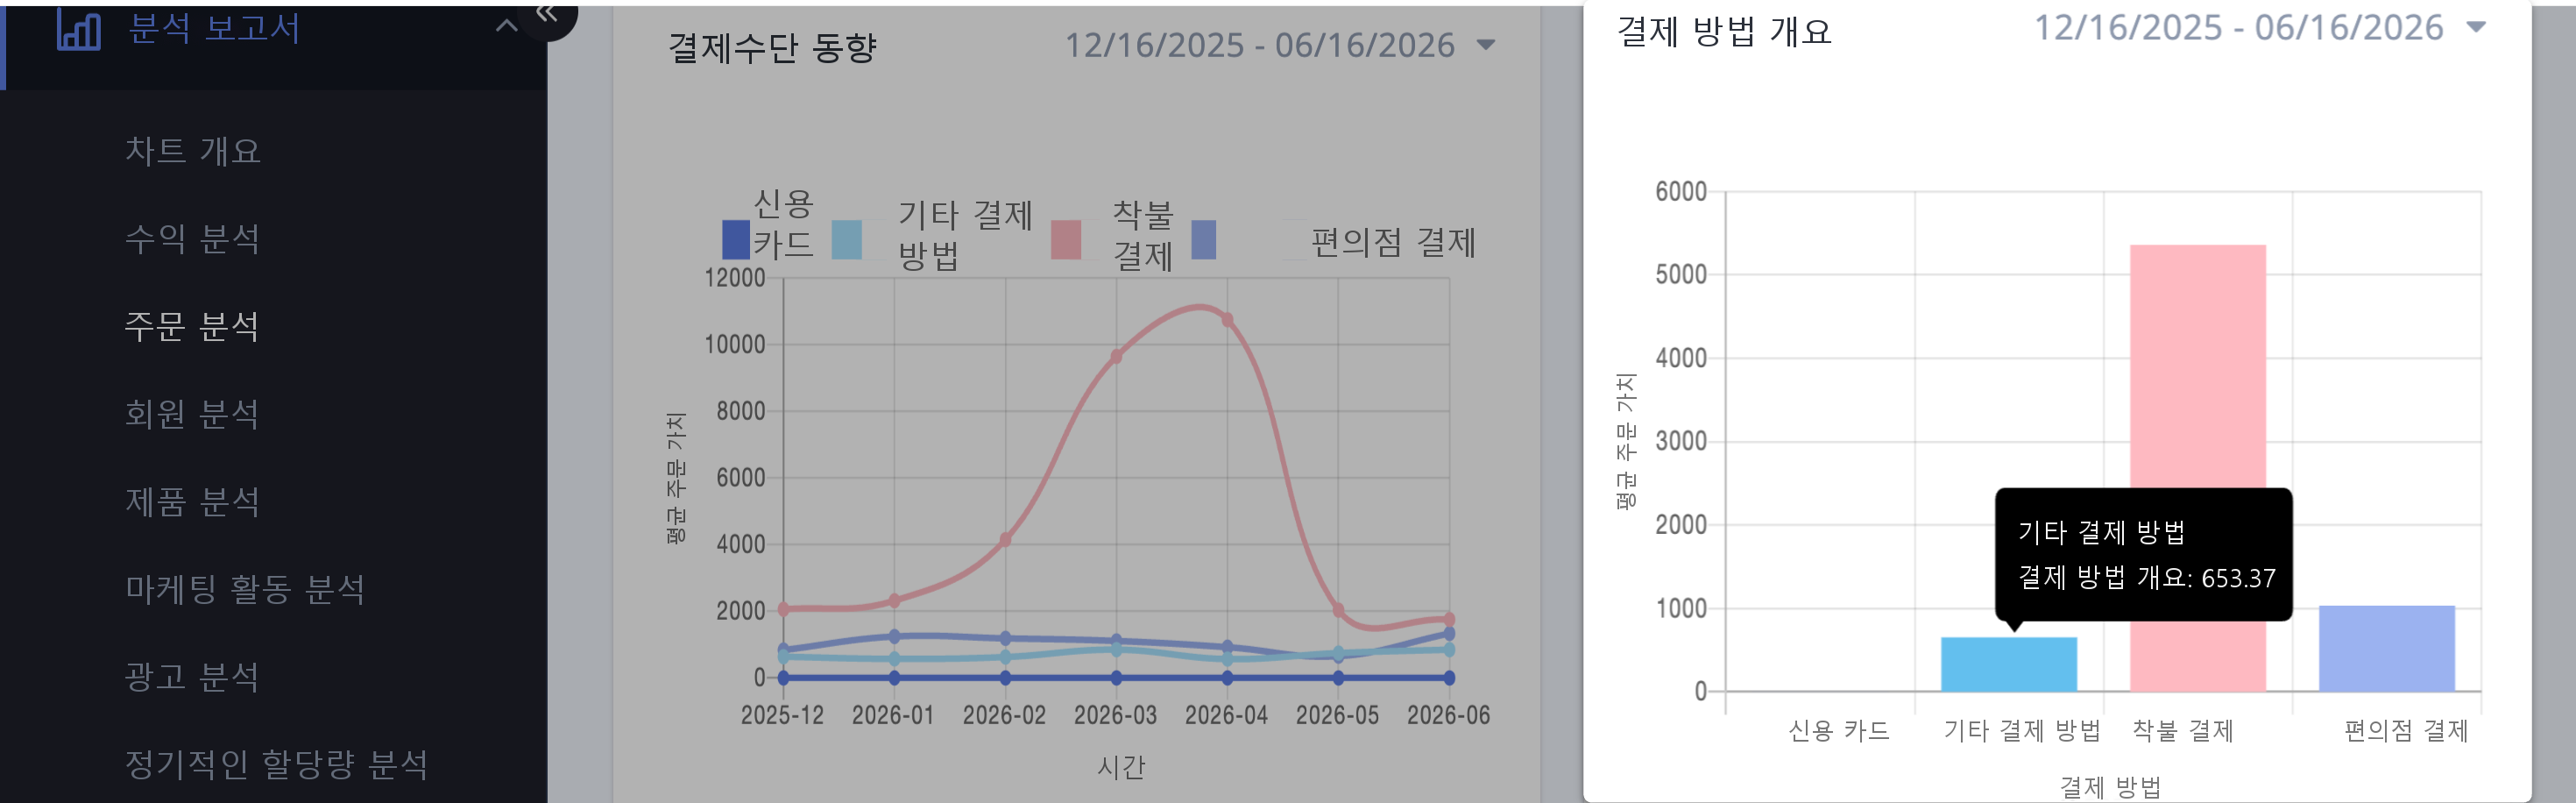 분석 보고서
차트 개요
수익 분석
주문 분석
회원 분석
제품 분석
마케팅 활동 분석
광고 분석
정기적인 할당량 분석
결제수단 동향
12/16/2025 - 06/16/2026
신용
카드
기타 결제
방법
착불
결제
편의점 결제
12000
10000
8000
6000
4000
2000
0
평균 주문 가치
2025-12 2026-01 2026-02 2026-03 2026-04 2026-05 2026-06
시간
결제 방법 개요
12/16/2025 - 06/16/2026
6000
5000
4000
3000
2000
1000
0
평균 주문 가치
기타 결제 방법
결제 방법 개요: 653.37
신용 카드 기타 결제 방법 착불 결제 편의점 결제
결제 방법